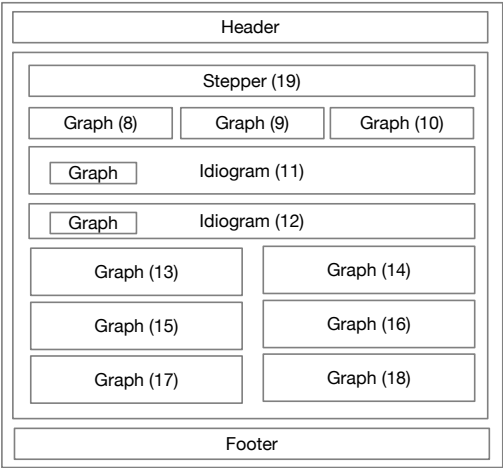 Header
Stepper (19)
Graph (8) Graph (9) Graph (10)
Graph Idiogram (11)
Graph Idiogram (12)
Graph (13) Graph (14)
Graph (15) Graph (16)
Graph (17) Graph (18)
Footer